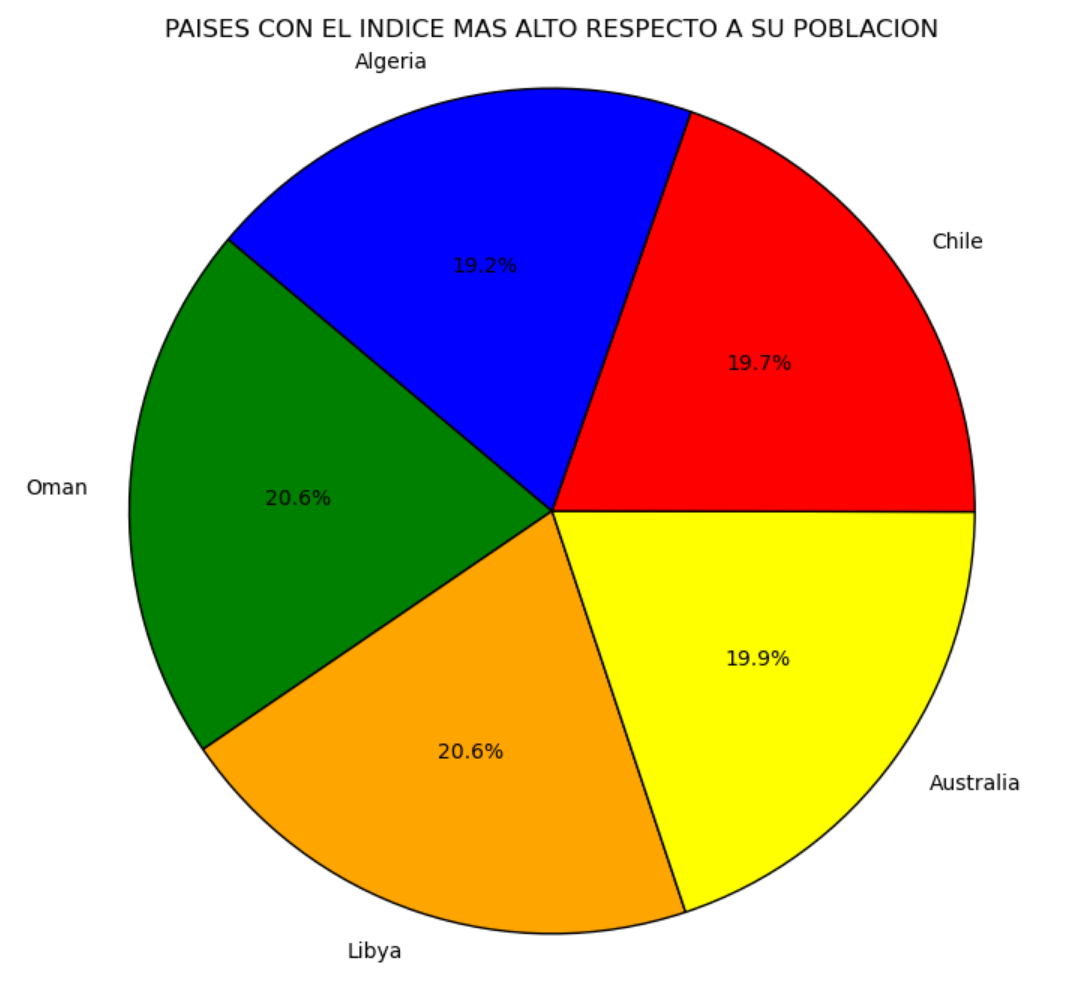 PAISES CON EL INDICE MAS ALTO RESPECTO A SU POBLACION
Algeria
Chile
19.2%
19.7%
Oman
20.6%
19.9%
20.6%
Australia
Libya